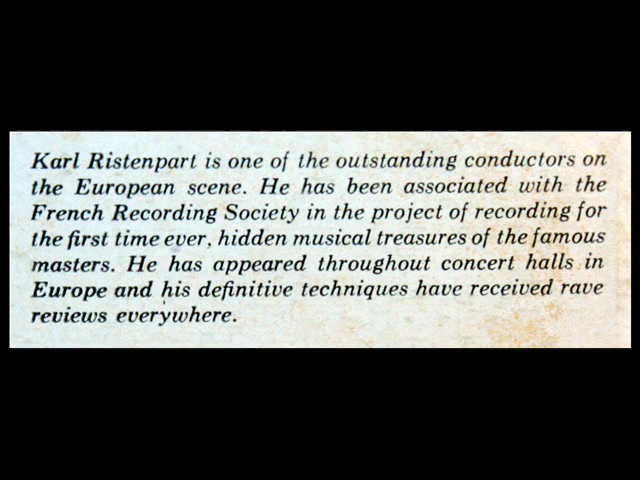 Karl Ristenpart is one of the outstanding conductors on
the European scene. He has been associated with the
French Recording Society in the project of recording for
the first time ever, hidden musical treasures of the famous
masters. He has appeared throughout concert halls in
Europe and his definitive techniques have received rave
reviews everywhere.